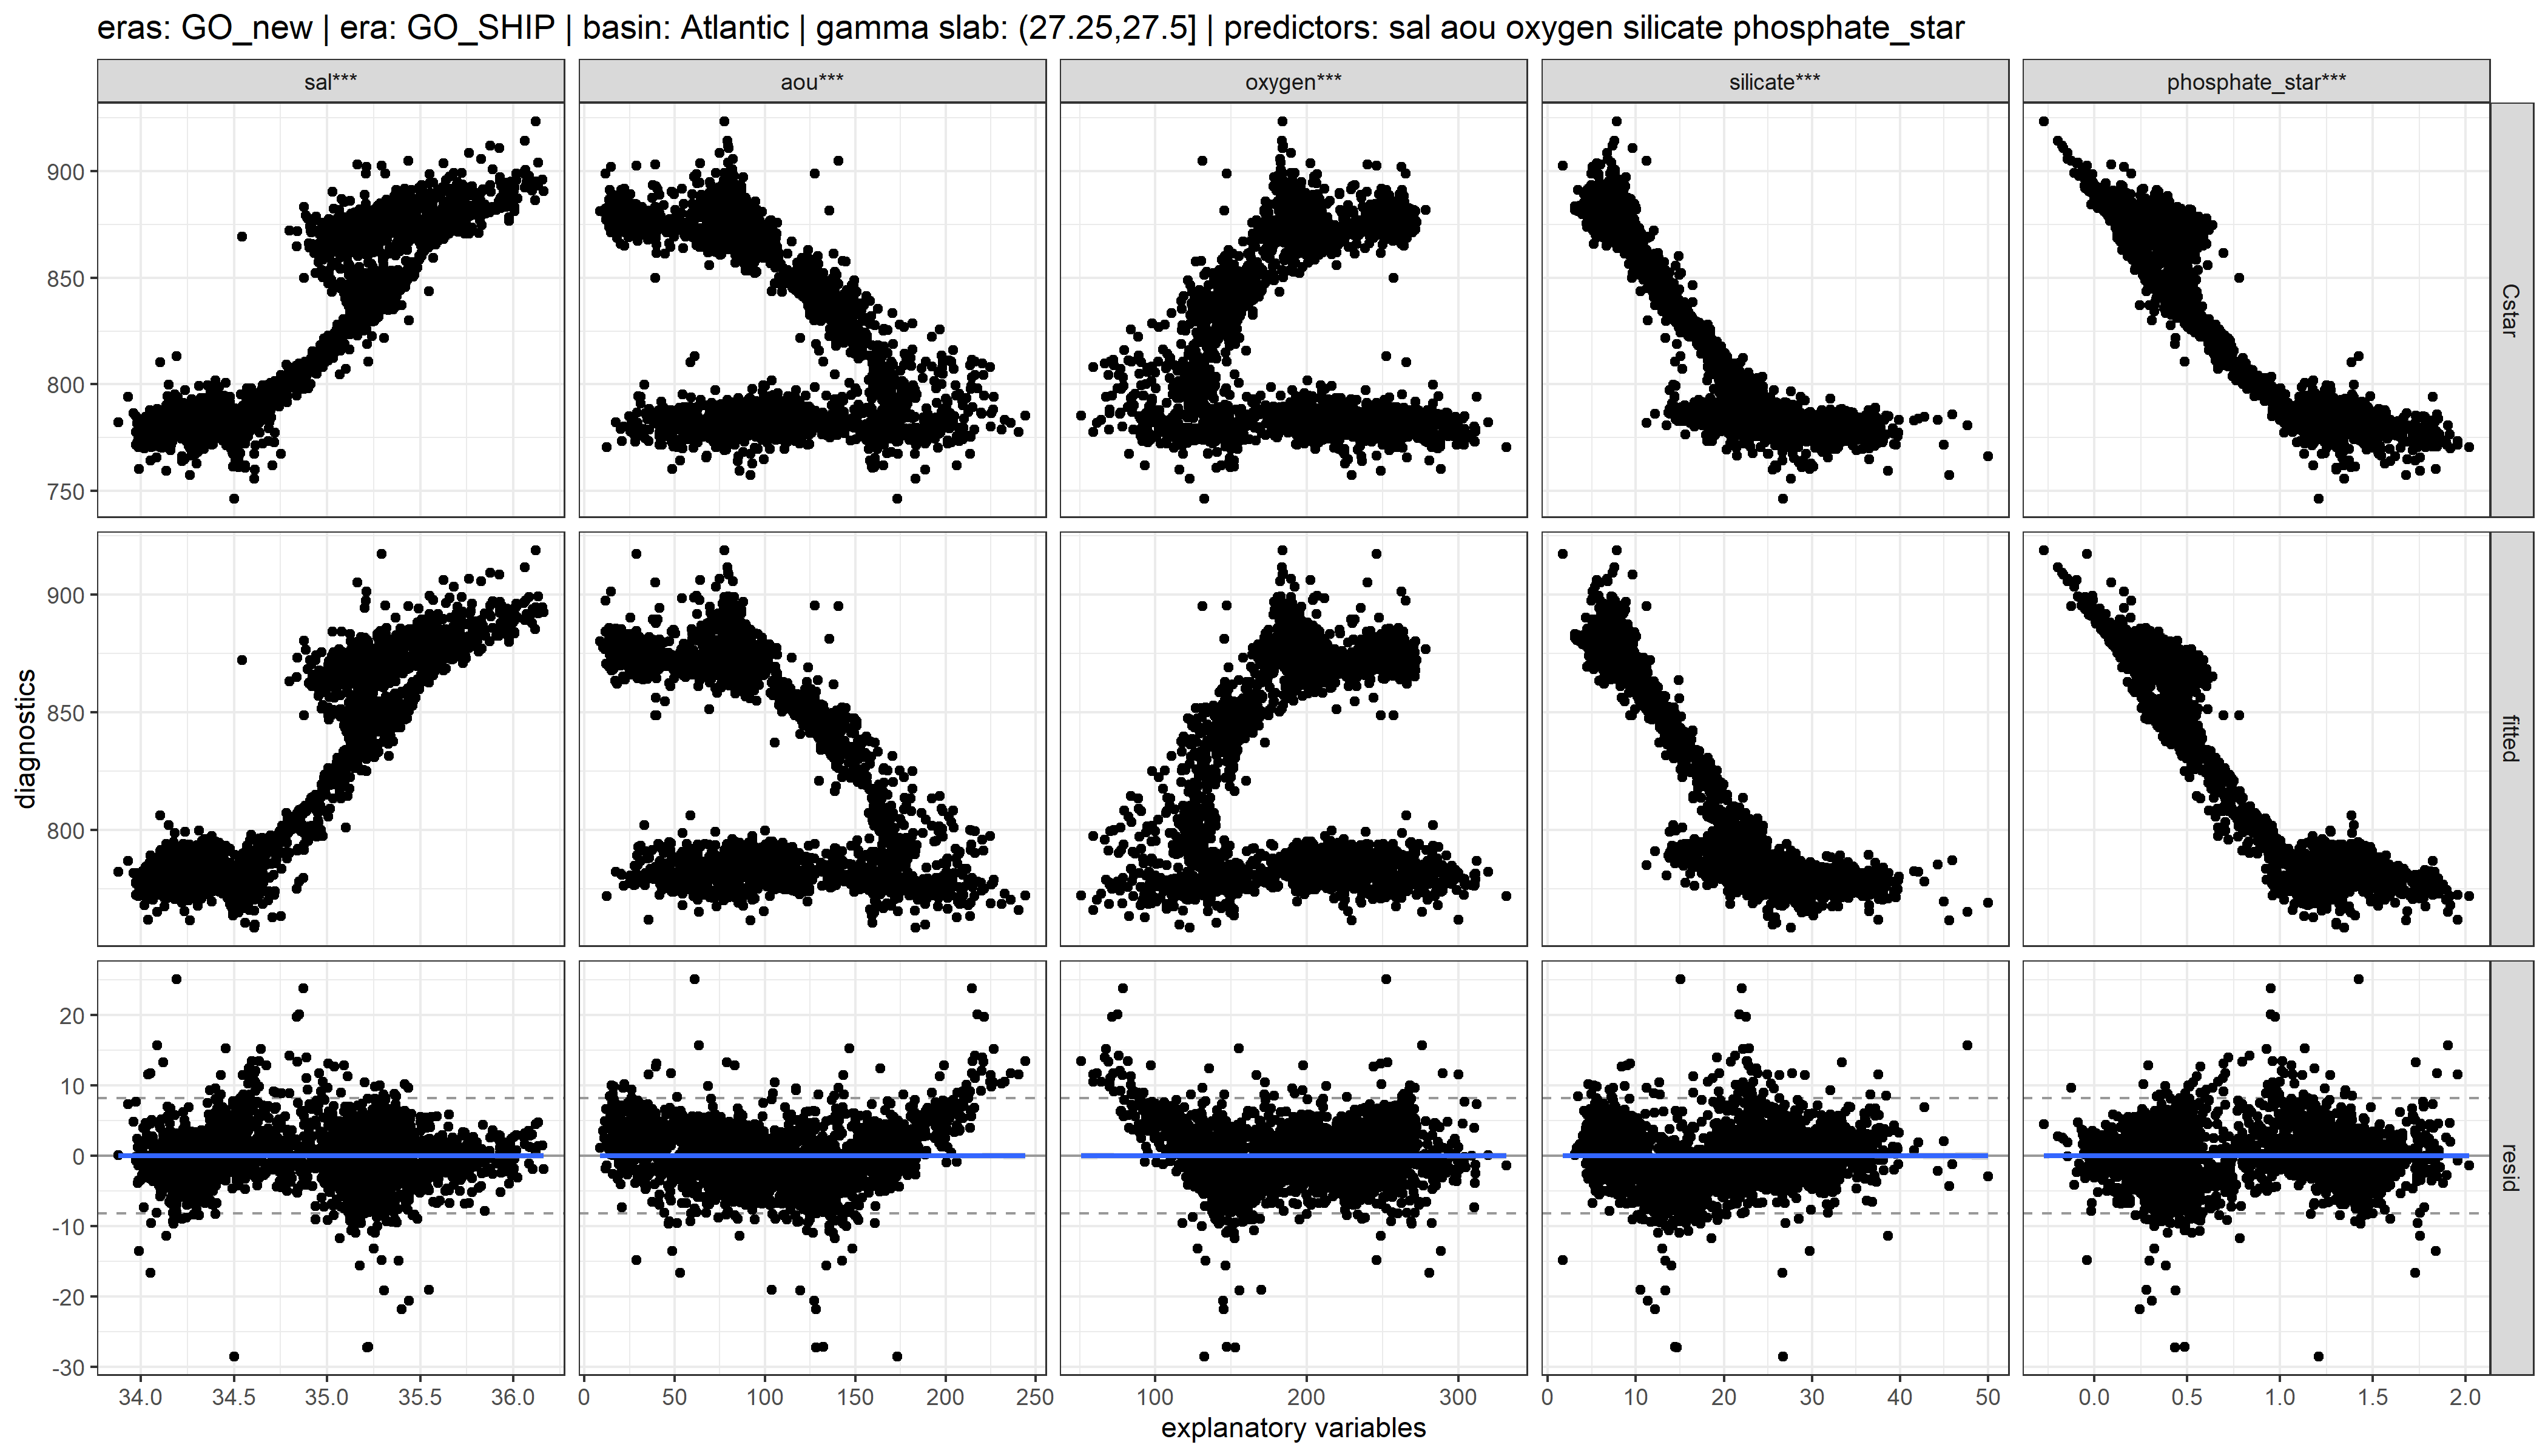 eras: GO_new | era: GO_SHIP | basin: Atlantic | gamma slab: (27.25,27.5] | predictors: sal aou oxygen silicate phosphate_star
sal*** aou*** oxygen*** silicate*** phosphate_star***
900
850
800
750
Cstar
900
850
800
fitted
diagnostics
20
10
0
-10
-20
-30
resid
34.0 34.5 35.0 35.5 36.0 0 50 100 150 200 250 100 200 300 0 10 20 30 40 50 0.0 0.5 1.0 1.5 2.0
explanatory variables